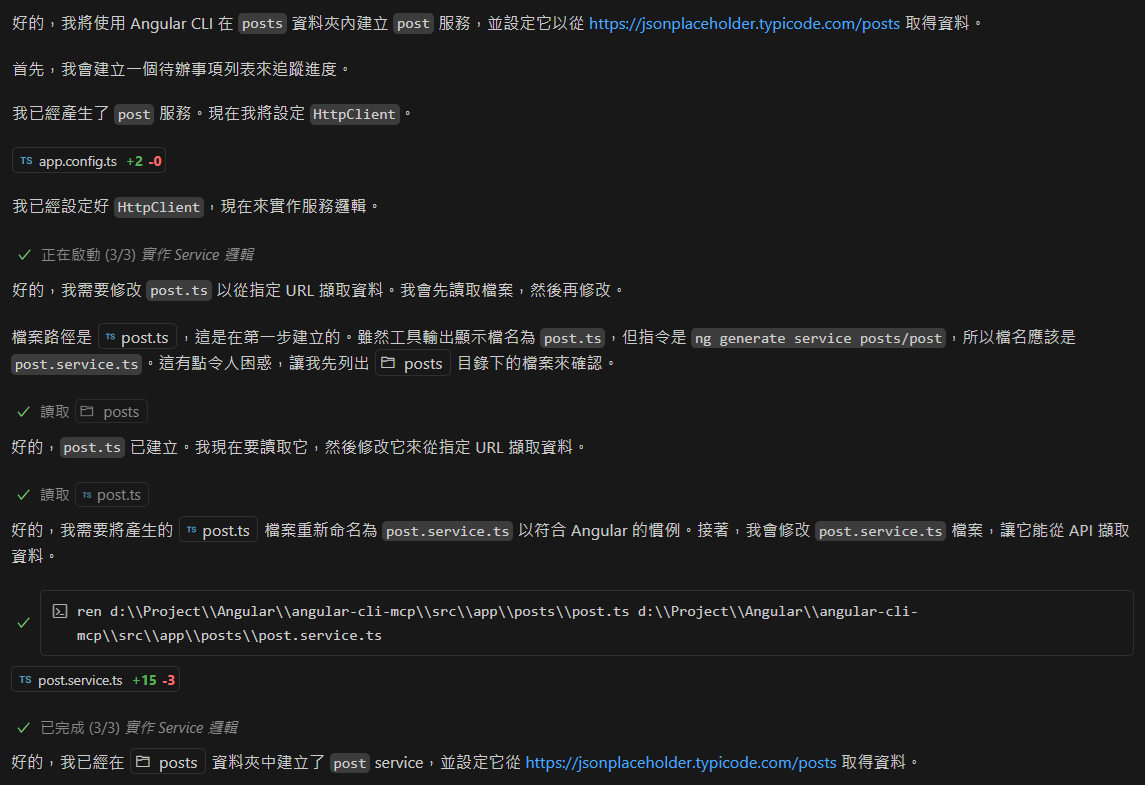 好的，我將使用 Angular CLI 在 posts 資料夾內建立 post 服務，並設定它以從 https://jsonplaceholder.typicode.com/posts 取得資料。
首先，我會建立一個待辦事項列表來追蹤進度。
我已經產生了 post 服務。現在我將設定 HttpClient 。
TS app.config.ts +2 -0
我已經設定好 HttpClient ，現在來實作服務邏輯。
正在啟動 (3/3) 實作 Service 邏輯
好的，我需要修改 post.ts 以從指定 URL 擷取資料。我會先讀取檔案，然後再修改。
檔案路徑是 TS post.ts ，這是在第一步建立的。雖然工具輸出顯示檔名為 post.ts ，但指令是 ng generate service posts/post ，所以檔名應該是
post.service.ts 。這有點令人困惑，讓我先列出 posts 目錄下的檔案來確認。
讀取 posts
好的， post.ts 已建立。我現在要讀取它，然後修改它來從指定 URL 擷取資料。
讀取 TS post.ts
好的，我需要將產生的 TS post.ts 檔案重新命名為 post.service.ts 以符合 Angular 的慣例。接著，我會修改 post.service.ts 檔案，讓它能從 API 擷取
資料。
ren d:\\Project\\Angular\\angular-cli-mcp\\src\\app\\posts\\post.ts d:\\Project\\Angular\\angular-cli-
mcp\\src\\app\\posts\\post.service.ts
TS post.service.ts +15 -3
已完成 (3/3) 實作 Service 邏輯
好的，我已經在 posts 資料夾中建立了 post service，並設定它從 https://jsonplaceholder.typicode.com/posts 取得資料。